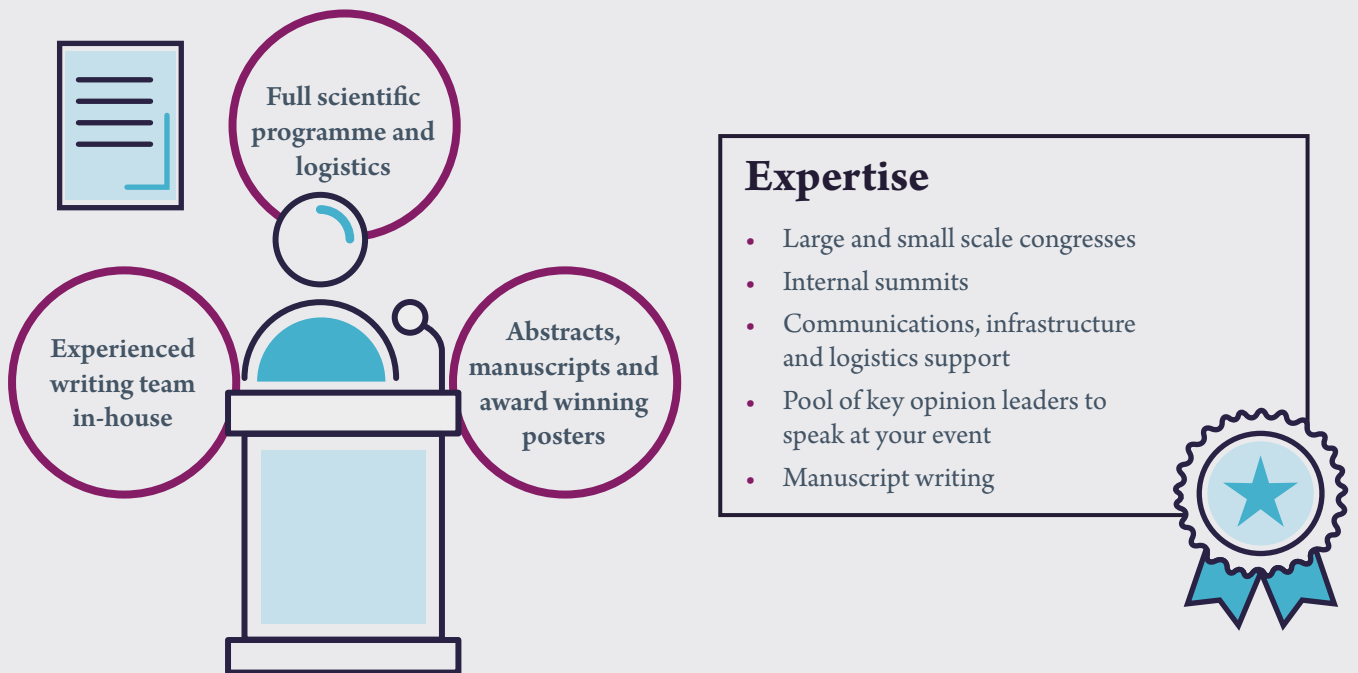 Full scientific
programme and
logistics
Experienced
writing team
in-house
Abstracts,
manuscripts and
award winning
posters
Expertise
• Large and small scale congresses
• Internal summits
• Communications, infrastructure
and logistics support
• Pool of key opinion leaders to
speak at your event
• Manuscript writing